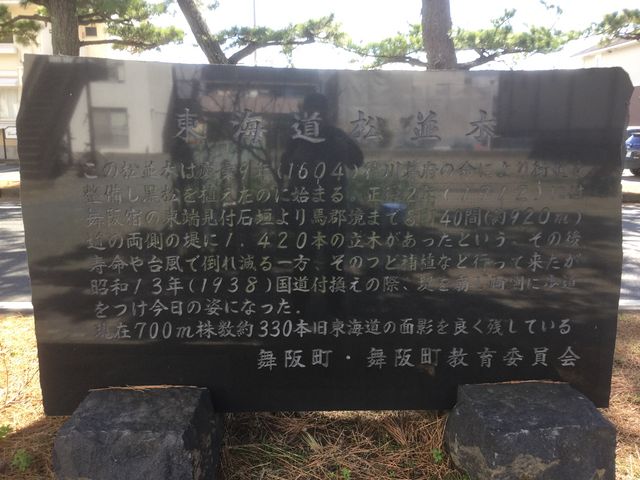 東海道松並木
この松並木は慶長9年(1604)徳川幕府の命により街道を
整備し黒松を植えたのに始まる。正徳2年(1712)には
舞阪宿の東端見付石垣より馬郡境まで8丁40間(約920m)
道の両側の堤に1.420本の立木があったという、その後
寿命や台風で倒れ減る一方、そのつど補植など行って来たが
昭和13年(1938)国道付換えの際、堤を崩し両側に歩道
をつけ今日の姿になった.
現在700m株数約330本旧東海道の面影を良く残している
舞阪町・舞阪町教育委員会